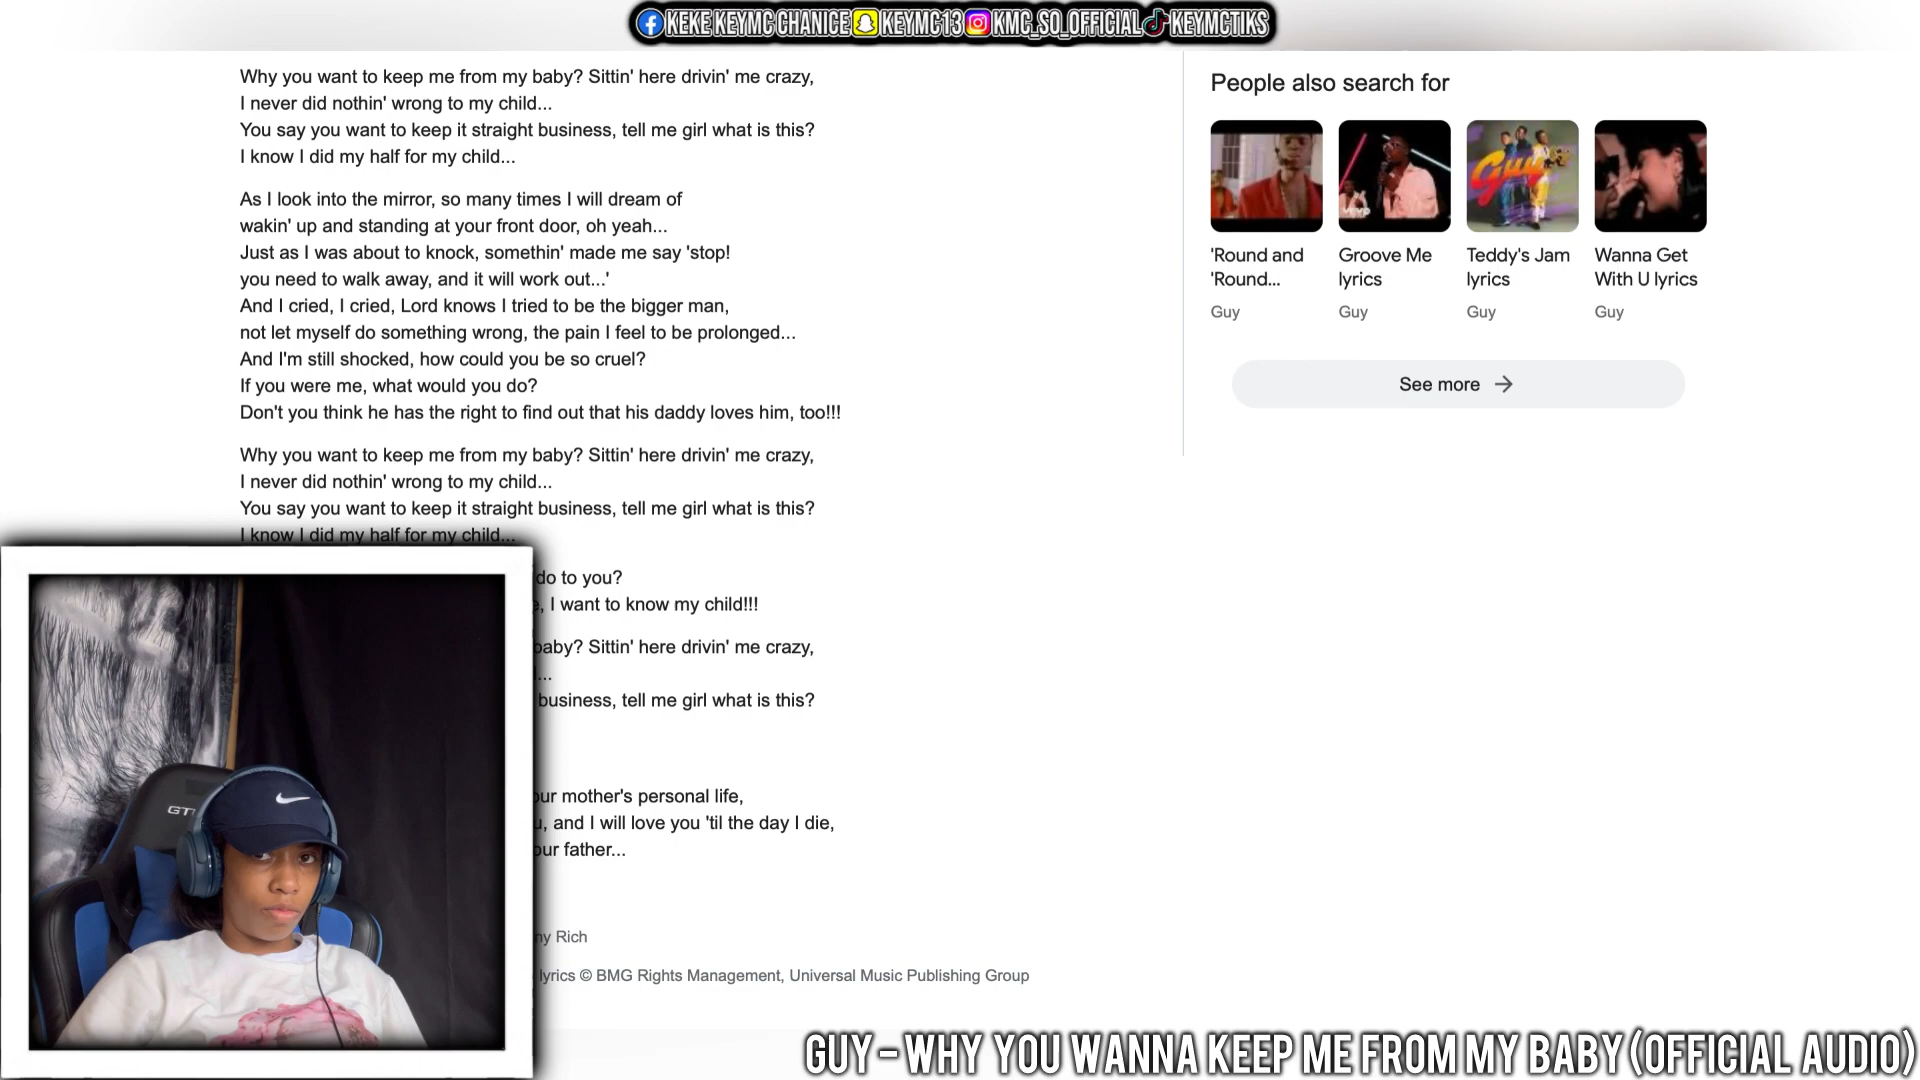 KEKE KEYMC CHANICE KEYMC13 KMC_SO_OFFICIAL KEYMCTIKS
Why you want to keep me from my baby? Sittin' here drivin' me crazy,
I never did nothin' wrong to my child...
You say you want to keep it straight business, tell me girl what is this?
I know I did my half for my child...
As I look into the mirror, so many times I will dream of
wakin' up and standing at your front door, oh yeah...
Just as I was about to knock, somethin' made me say 'stop!
you need to walk away, and it will work out...'
And I cried, I cried, Lord knows I tried to be the bigger man,
not let myself do something wrong, the pain I feel to be prolonged...
And I'm still shocked, how could you be so cruel?
If you were me, what would you do?
Don't you think he has the right to find out that his daddy loves him, too!!!
Why you want to keep me from my baby? Sittin' here drivin' me crazy,
I never did nothin' wrong to my child...
You say you want to keep it straight business, tell me girl what is this?
I know I did my half for my child...
do to you?
, I want to know my child!!!
baby? Sittin' here drivin' me crazy,
...
business, tell me girl what is this?
our mother's personal life,
, and I will love you 'til the day I die,
our father...
ny Rich
lyrics © BMG Rights Management, Universal Music Publishing Group
People also search for
'Round and 'Round...
Guy
Groove Me lyrics
Guy
Teddy's Jam lyrics
Guy
Wanna Get With U lyrics
Guy
See more
Guy
GT
GUY – WHY YOU WANNA KEEP ME FROM MY BABY (OFFICIAL AUDIO)